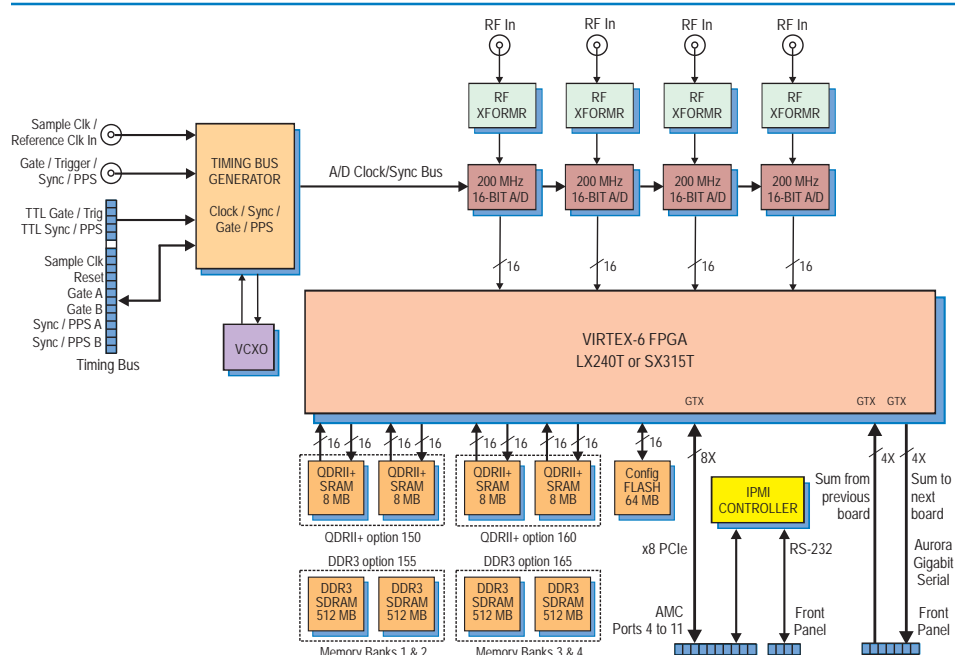 RF In
RF In
RF In
RF In
RF
XFORMR
RF
XFORMR
RF
XFORMR
RF
XFORMR
Sample Clk /
Reference Clk In
Gate / Trigger /
Sync / PPS
TTL Gate / Trig
TTL Sync / PPS
Sample Clk
Reset
Gate A
Gate B
Sync / PPS A
Sync / PPS B
Timing Bus
TIMING BUS
GENERATOR
Clock / Sync /
Gate / PPS
VCXO
A/D Clock/Sync Bus
200 MHz
16-BIT A/D
200 MHz
16-BIT A/D
200 MHz
16-BIT A/D
200 MHz
16-BIT A/D
16
16
16
16
VIRTEX-6 FPGA
LX240T or SX315T
GTX
GTX
GTX
16
16
16
16
16
16
16
16
16
8X
4X
4X
QDRII+
SRAM
8 MB
QDRII+
SRAM
8 MB
QDRII+
SRAM
8 MB
QDRII+
SRAM
8 MB
Config
FLASH
64 MB
QDRII+ option 150
QDRII+ option 160
DDR3 option 155
DDR3 option 165
DDR3
SDRAM
512 MB
DDR3
SDRAM
512 MB
DDR3
SDRAM
512 MB
DDR3
SDRAM
512 MB
Memory Banks 1 & 2
Memory Banks 3 & 4
IPMI
CONTROLLER
x8 PCIe
RS-232
AMC
Ports 4 to 11
Front
Panel
Sum from
previous
board
Sum to
next
board
Aurora
Gigabit
Serial
Front
Panel